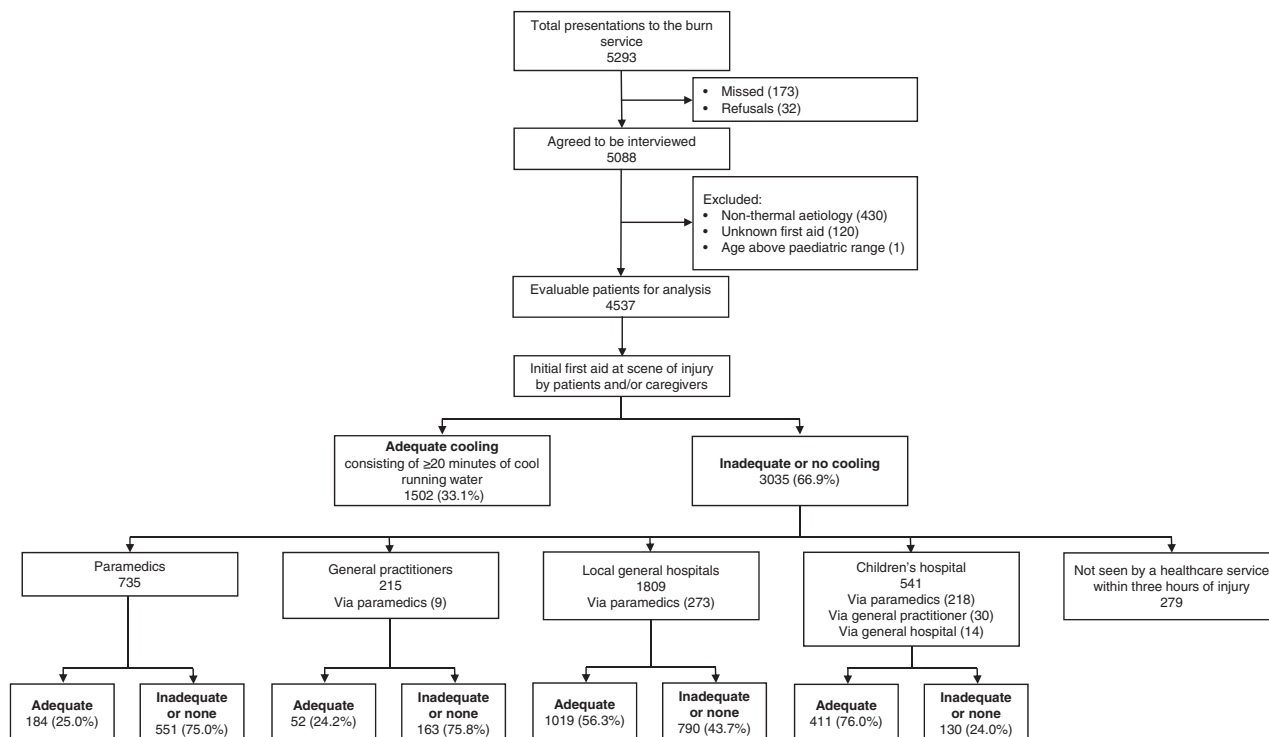 Total presentations to the burn
service
5293
• Missed (173)
• Refusals (32)
Agreed to be interviewed
5088
Excluded:
• Non-thermal aetiology (430)
• Unknown first aid (120)
• Age above paediatric range (1)
Evaluable patients for analysis
4537
Initial first aid at scene of injury
by patients and/or caregivers
Adequate cooling
consisting of ≥20 minutes of cool
running water
1502 (33.1%)
Inadequate or no cooling
3035 (66.9%)
Paramedics
735
General practitioners
215
Via paramedics (9)
Local general hospitals
1809
Via paramedics (273)
Children's hospital
541
Via paramedics (218)
Via general practitioner (30)
Via general hospital (14)
Not seen by a healthcare service
within three hours of injury
279
Adequate
184 (25.0%)
Inadequate
or none
551 (75.0%)
Adequate
52 (24.2%)
Inadequate
or none
163 (75.8%)
Adequate
1019 (56.3%)
Inadequate
or none
790 (43.7%)
Adequate
411 (76.0%)
Inadequate
or none
130 (24.0%)